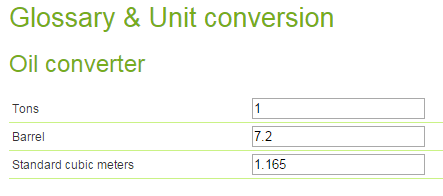 Glossary & Unit conversion
Oil converter
Tons 1
Barrel 7.2
Standard cubic meters 1.165